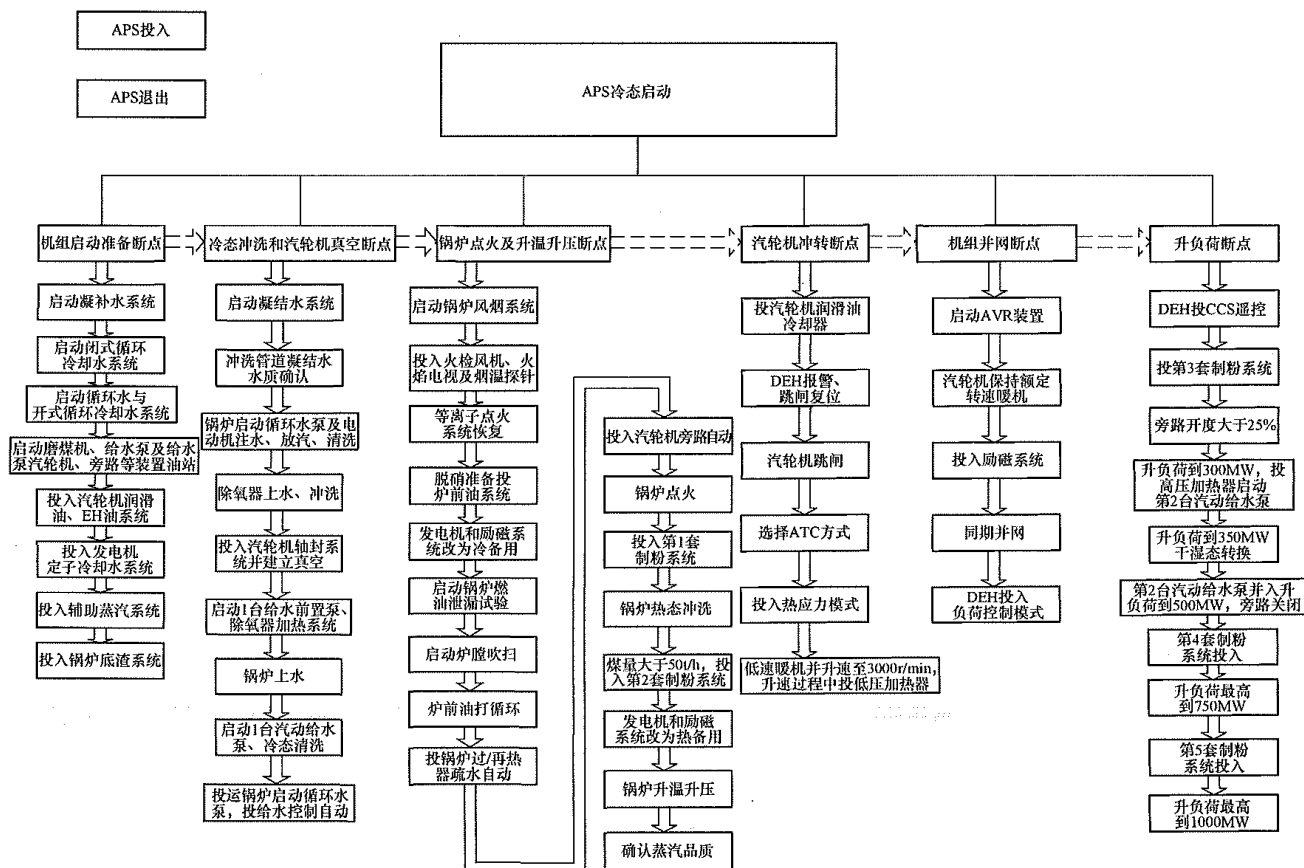 APS投入
APS退出
APS冷态启动
机组启动准备断点
启动凝补水系统
启动闭式循环
冷却水系统
启动循环水与
开式循环冷却水系统
启动磨煤机、给水泵及给水
泵汽轮机、旁路等装置油站
投入汽轮机润滑
油、EH油系统
投入发电机
定子冷却水系统
投入辅助蒸汽系统
投入锅炉底渣系统
冷态冲洗和汽轮机真空断点
启动凝结水系统
冲洗管道凝结水
水质确认
锅炉启动循环水泵及电
动机注水、放汽、清洗
除氧器上水、冲洗
投入汽轮机轴封系
统并建立真空
启动1台给水前置泵、
除氧器加热系统
锅炉上水
启动1台汽动给水
泵、冷态清洗
投运锅炉启动循环水
泵，投给水控制自动
锅炉点火及升温升压断点
启动锅炉风烟系统
投入火检风机、火
焰电视及烟温探针
等离子点火
系统恢复
脱硝准备投
炉前油系统
发电机和励磁系
统改为冷备用
启动锅炉燃
油泄漏试验
启动炉膛吹扫
炉前油打循环
投锅炉过/再热
器疏水自动
投入汽轮机旁路自动
锅炉点火
投入第1套
制粉系统
锅炉热态冲洗
煤量大于50t/h，投
入第2套制粉系统
发电机和励磁
系统改为热备用
锅炉升温升压
确认蒸汽品质
汽轮机冲转断点
投汽轮机润滑油
冷却器
DEH报警、
跳闸复位
汽轮机跳闸
选择ATC方式
投入热应力模式
低速暖机并升速至3000r/min，
升速过程中投低压加热器
机组并网断点
启动AVR装置
汽轮机保持额定
转速暖机
投入励磁系统
同期并网
DEH投入
负荷控制模式
升负荷断点
DEH投CCS遥控
投第3套制粉系统
旁路开度大于25%
升负荷到300MW，投
高压加热器启动
第2台汽动给水泵
升负荷到350MW
干湿态转换
第2台汽动给水泵并入升
负荷到500MW，旁路关闭
第4套制粉
系统投入
升负荷最高
到750MW
第5套制粉
系统投入
升负荷最高
到1000MW